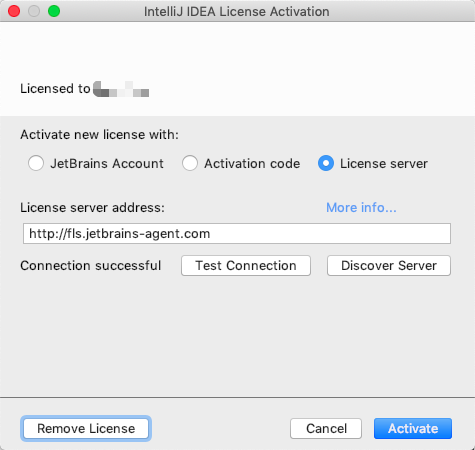 IntelliJ IDEA License Activation
Licensed to
Activate new license with:
JetBrains Account Activation code License server
License server address: More info...
http://fls.jetbrains-agent.com
Connection successful Test Connection Discover Server
Remove License Cancel Activate